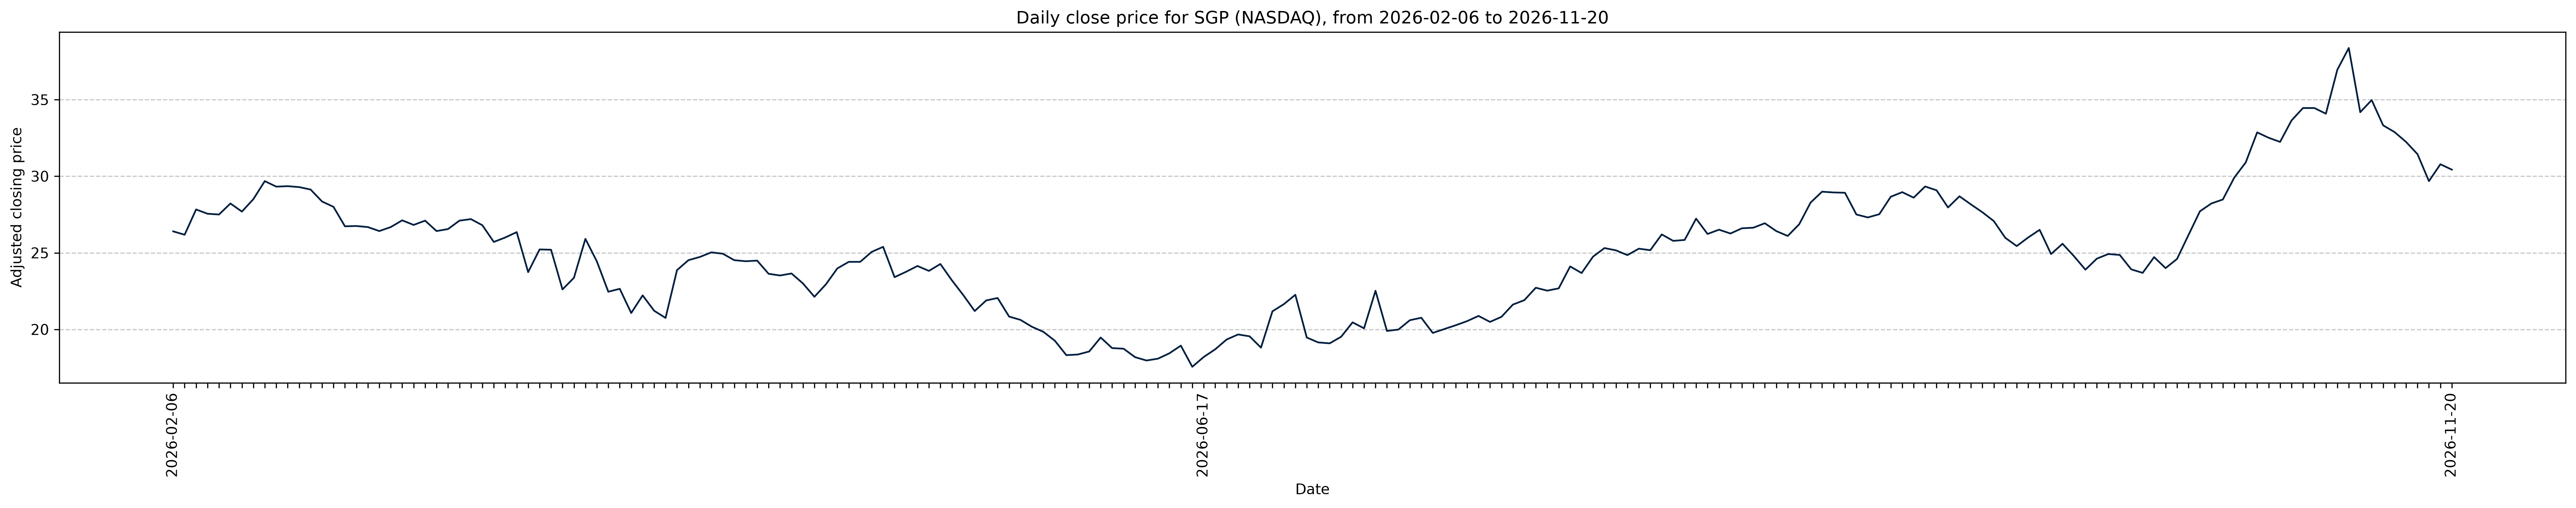 Daily close price for SGP (NASDAQ), from 2026-02-06 to 2026-11-20
Adjusted closing price
35
30
25
20
2026-02-06
2026-06-17
2026-11-20
Date